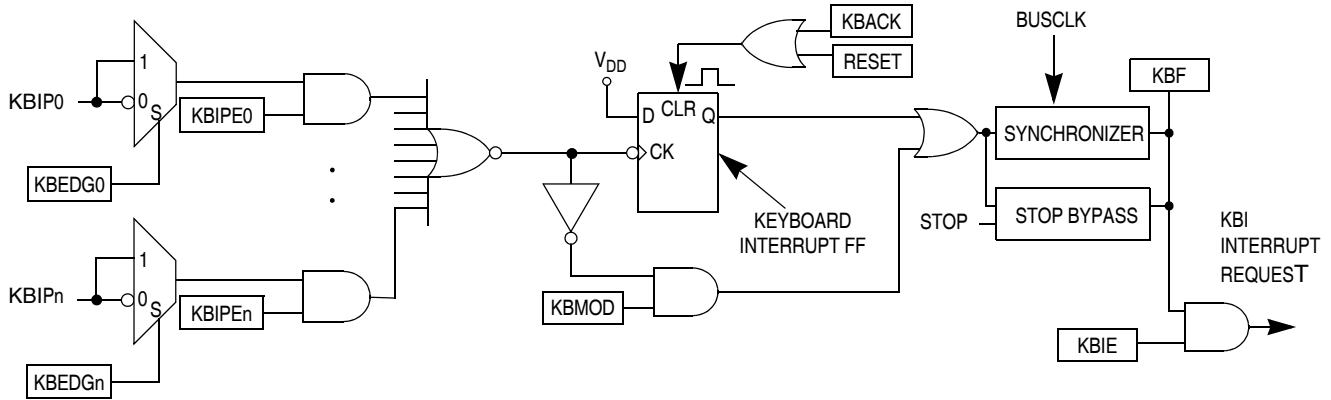 KBACK
RESET
BUSCLK
VDD
KBF
1
KBIP0
0
S
KBIPE0
D CLR Q
SYNCHRONIZER
CK
KBEDG0
KEYBOARD
INTERRUPT FF
STOP BYPASS
STOP
KBI
INTERRUPT
REQUEST
1
KBIPn
0
S
KBIPEn
KBMOD
KBIE
KBEDGn